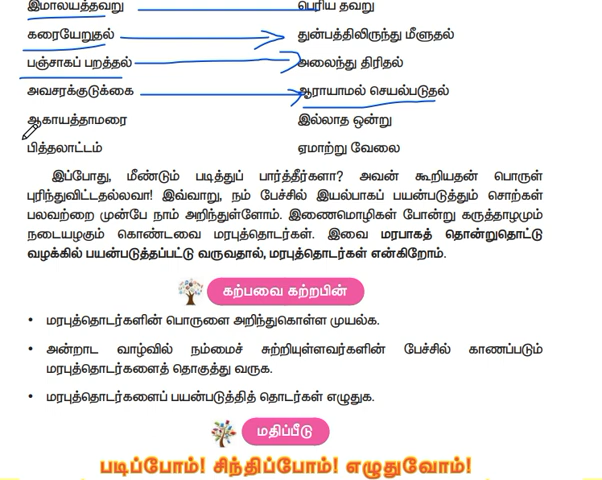 இமாலயத்தவறு பெரிய தவறு
கரையேறுதல் துன்பத்திலிருந்து மீளுதல்
பஞ்சாகப் பறத்தல் அலைந்து திரிதல்
அவசரக்குடுக்கை ஆராயாமல் செயல்படுதல்
ஆகாயத்தாமரை இல்லாத ஒன்று
பித்தலாட்டம் ஏமாற்று வேலை
இப்போது, மீண்டும் படித்துப் பார்த்தீர்களா? அவன் கூறியதன் பொருள்
புரிந்துவிட்டதல்லவா! இவ்வாறு, நம் பேச்சில் இயல்பாகப் பயன்படுத்தும் சொற்கள்
பலவற்றை முன்பே நாம் அறிந்துள்ளோம். இணைமொழிகள் போன்று கருத்தாழமும்
நடையழகும் கொண்டவை மரபுத்தொடர்கள். இவை மரபாகத் தொன்றுதொட்டு
வழக்கில் பயன்படுத்தப்பட்டு வருவதால், மரபுத்தொடர்கள் என்கிறோம்.
கற்பவை கற்றபின்
• மரபுத்தொடர்களின் பொருளை அறிந்துகொள்ள முயல்க.
• அன்றாட வாழ்வில் நம்மைச் சுற்றியுள்ளவர்களின் பேச்சில் காணப்படும்
மரபுத்தொடர்களைத் தொகுத்து வருக.
• மரபுத்தொடர்களைப் பயன்படுத்தித் தொடர்கள் எழுதுக.
மதிப்பீடு
படிப்போம்! சிந்திப்போம்! எழுதுவோம்!